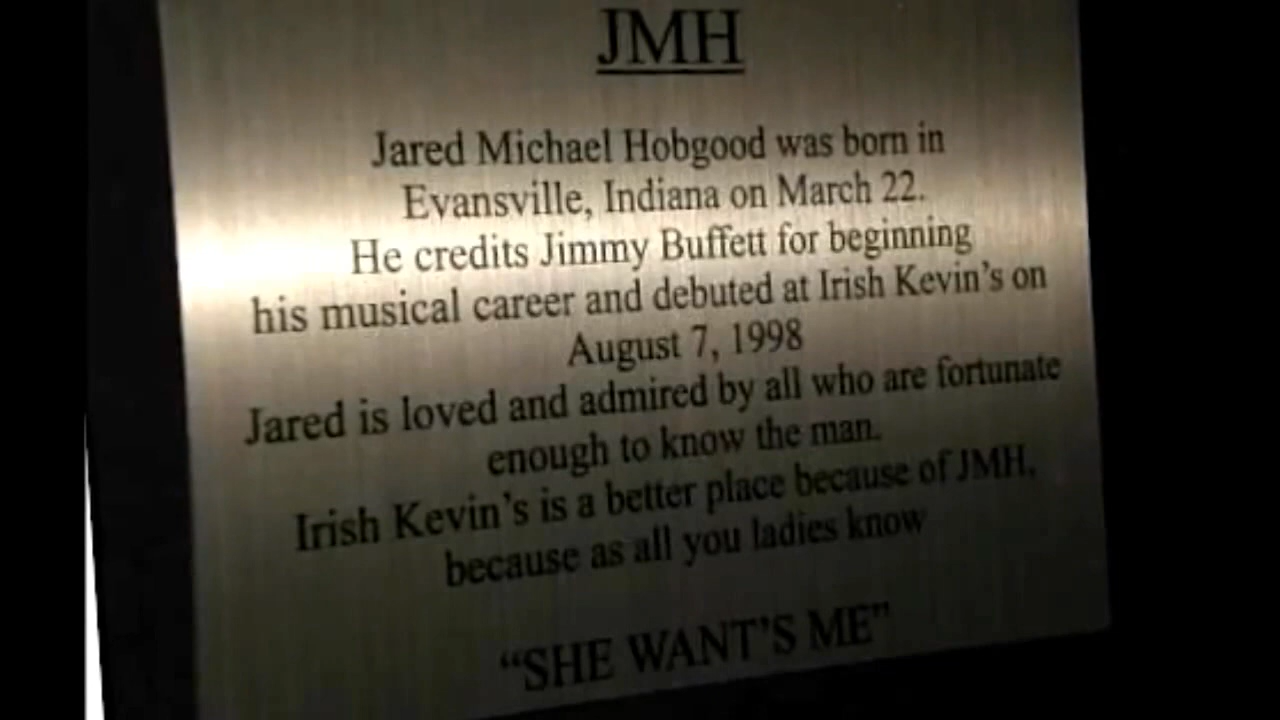 JMH
Jared Michael Hobgood was born in
Evansville, Indiana on March 22.
He credits Jimmy Buffett for beginning
his musical career and debuted at Irish Kevin's on
August 7, 1998
Jared is loved and admired by all who are fortunate
enough to know the man.
Irish Kevin's is a better place because of JMH,
because as all you ladies know
“SHE WANT'S ME”